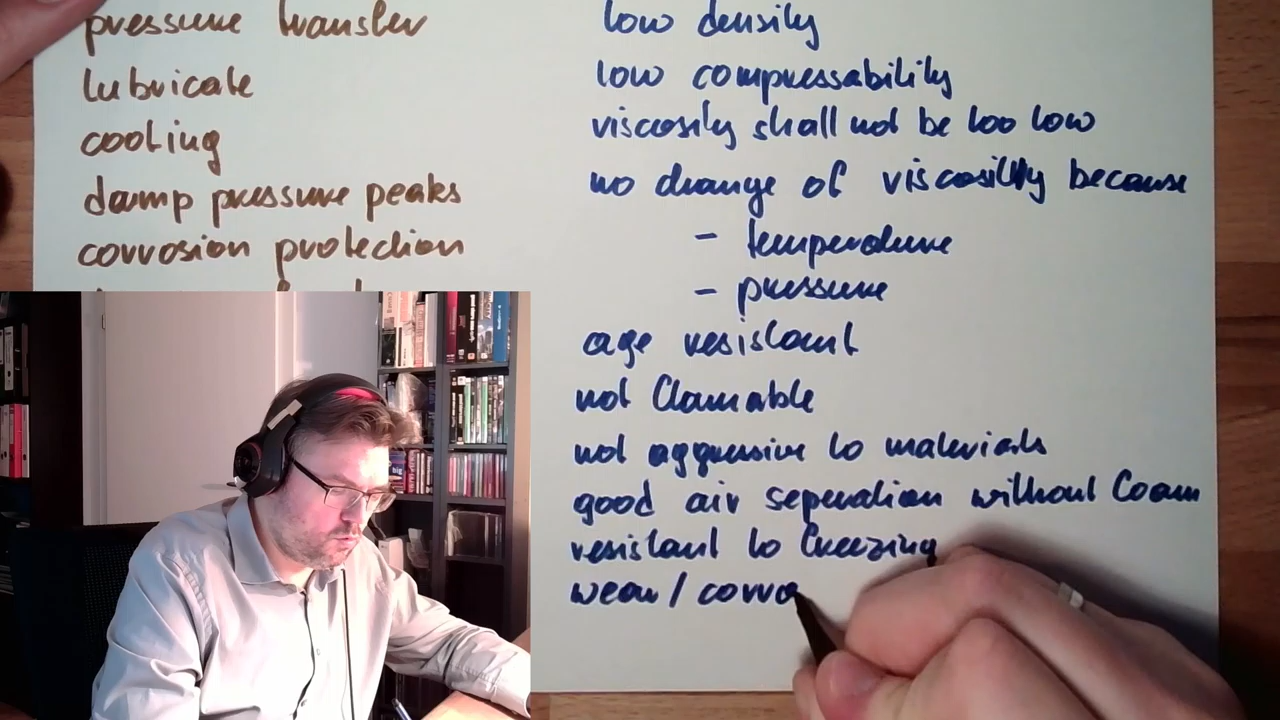 pressure transfer
lubricate
cooling
damp pressure peaks
corrosion protection
low density
low compressability
viscosity shall not be too low
no change of viscosity because
- temperature
- pressure
age resistant
not flamable
not aggressive to materials
good air seperation without foam
resistant to freezing
wear / corro